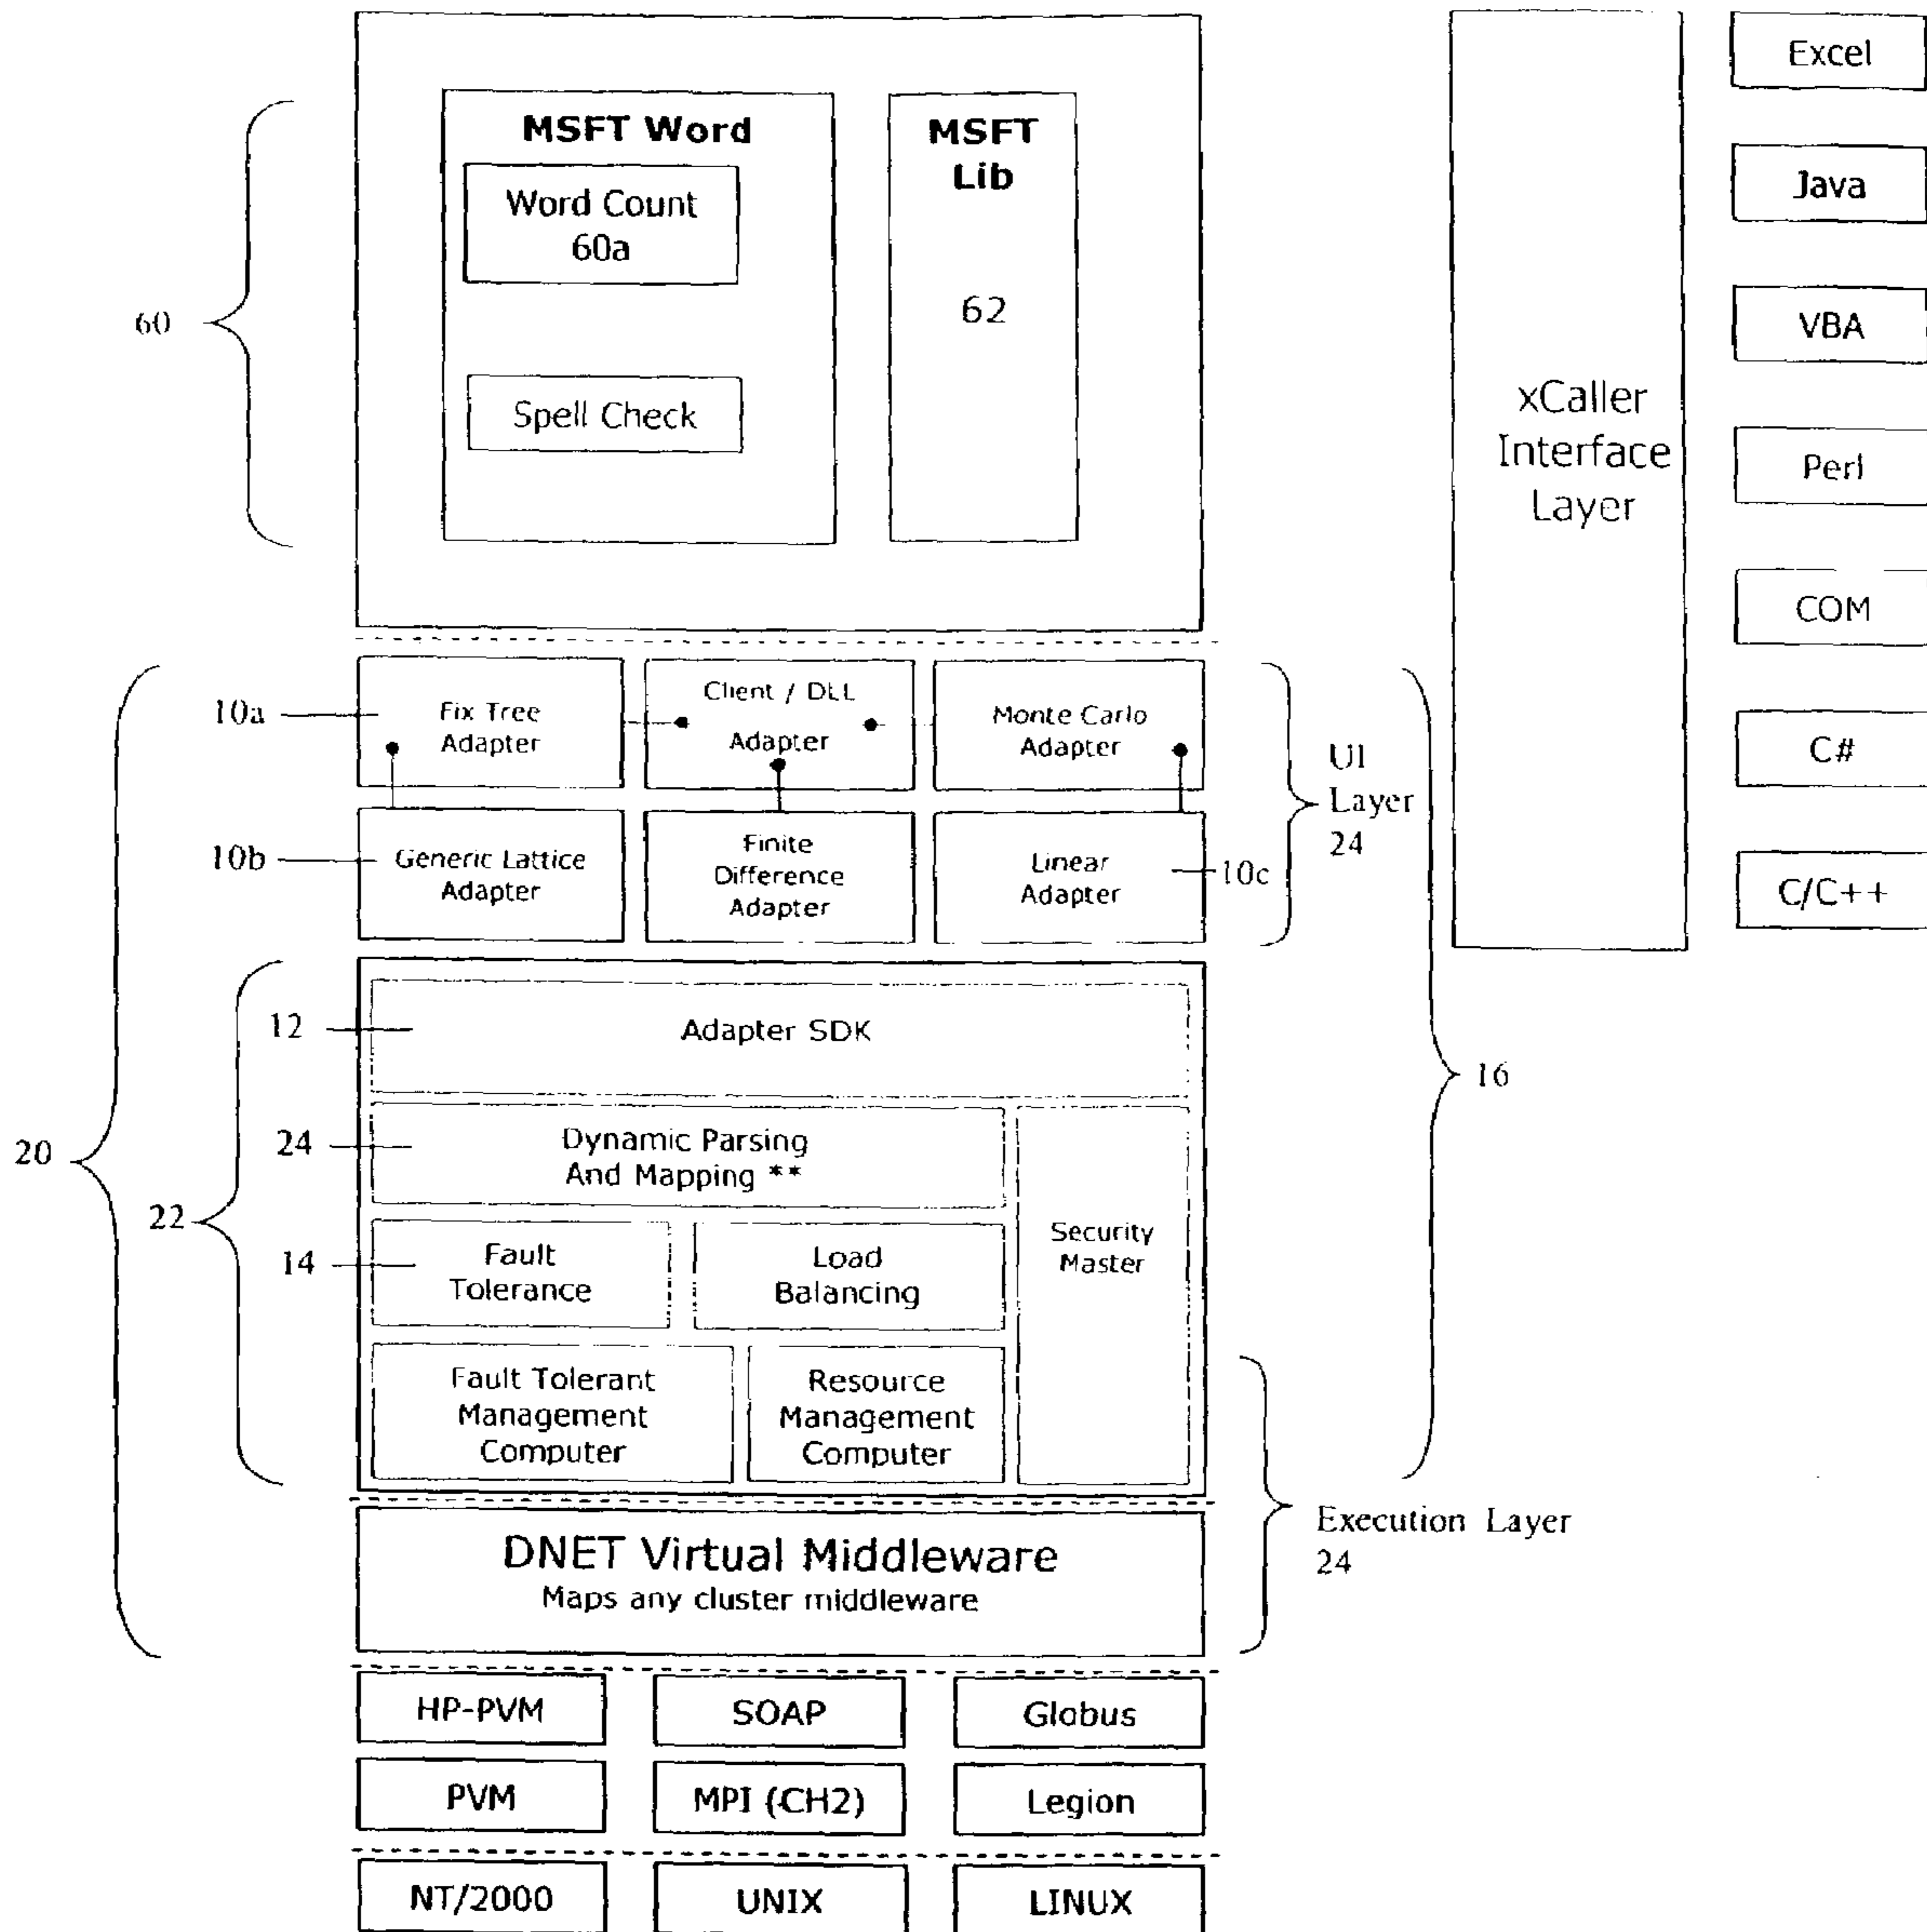 MSFT Word
Word Count
60a
Spell Check
MSFT
Lib
62
60
xCaller
Interface
Layer
Excel
Java
VBA
Perl
COM
C#
C/C++
10a
Fix Tree
Adapter
Client / DLL
Adapter
Monte Carlo
Adapter
10b
Generic Lattice
Adapter
Finite
Difference
Adapter
Linear
Adapter
10c
UI
Layer
24
16
20
22
12
Adapter SDK
24
Dynamic Parsing
And Mapping **
14
Fault
Tolerance
Load
Balancing
Security
Master
Fault Tolerant
Management
Computer
Resource
Management
Computer
DNET Virtual Middleware
Maps any cluster middleware
Execution Layer
24
HP-PVM
SOAP
Globus
PVM
MPI (CH2)
Legion
NT/2000
UNIX
LINUX